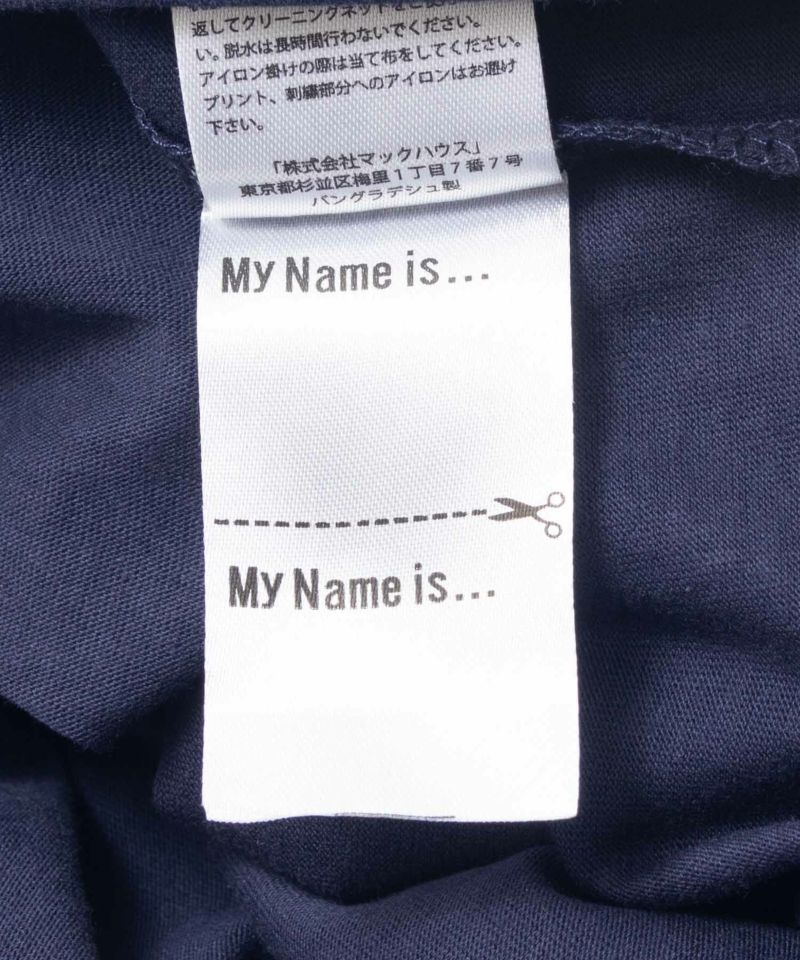 返してクリーニングネットをご使用
い。脱水は長時間行わないでください。
アイロン掛けの際は当て布をしてください。
プリント、刺繍部分へのアイロンはお避け
下さい。
「株式会社マックハウス」
東京都杉並区梅里1丁目7番7号
バングラデシュ製
My Name is...
My Name is...